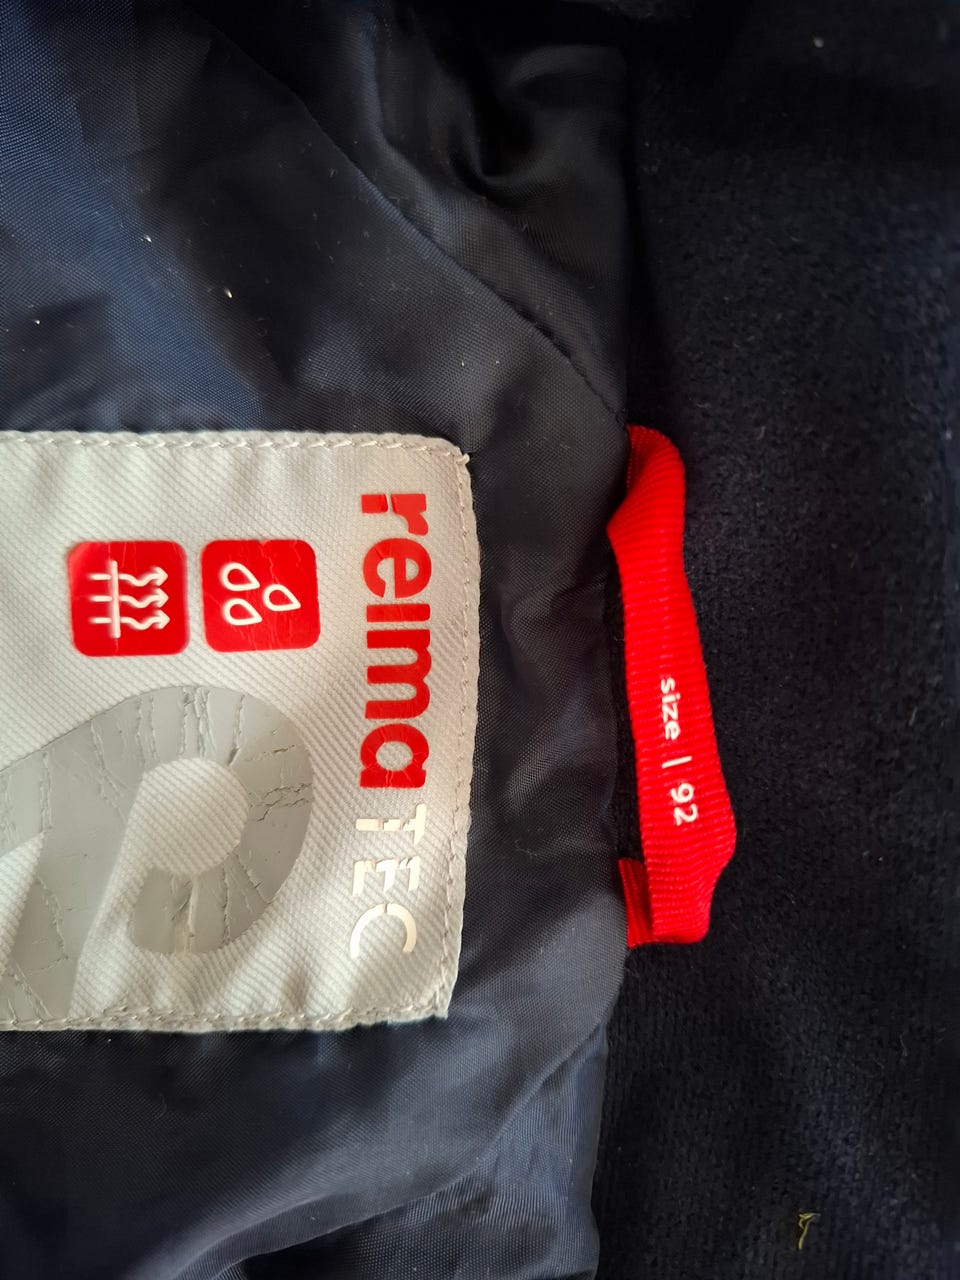 reima
TEC
size | 92